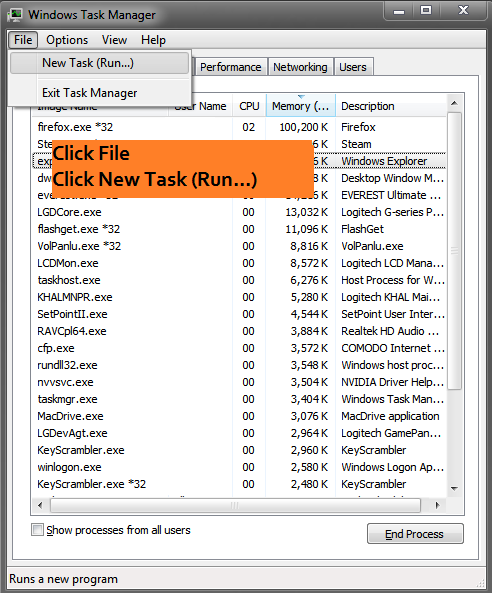 Windows Task Manager
File Options View Help
New Task (Run...)
Exit Task Manager
Performance Networking Users
Image Name User Name CPU Memory (... Description
firefox.exe *32 02 100,200 K Firefox
K Steam
K Windows Explorer
Click File
Click New Task (Run...)
K Desktop Window M...
K EVEREST Ultimate ...
LGDCore.exe 00 13,032 K Logitech G-series P...
flashget.exe *32 00 11,096 K FlashGet
VolPanlu.exe *32 00 8,816 K VolPanlu.exe
LCDMon.exe 00 8,572 K Logitech LCD Mana...
taskhost.exe 00 6,276 K Host Process for W...
KHALMNPR.exe 00 5,280 K Logitech KHAL Mai...
SetPointII.exe 00 4,544 K SetPoint User Inter...
RAVCpl64.exe 00 3,884 K Realtek HD Audio ...
cfp.exe 00 3,572 K COMODO Internet ...
rundll32.exe 00 3,548 K Windows host proc...
nvvsvc.exe 00 3,504 K NVIDIA Driver Help...
taskmgr.exe 00 3,404 K Windows Task Man...
MacDrive.exe 00 3,076 K MacDrive application
LGDevAgt.exe 00 2,964 K Logitech GamePan...
KeyScrambler.exe 00 2,960 K KeyScrambler
winlogon.exe 00 2,580 K Windows Logon Ap...
KeyScrambler.exe *32 00 2,480 K KeyScrambler
Show processes from all users
End Process
Runs a new program